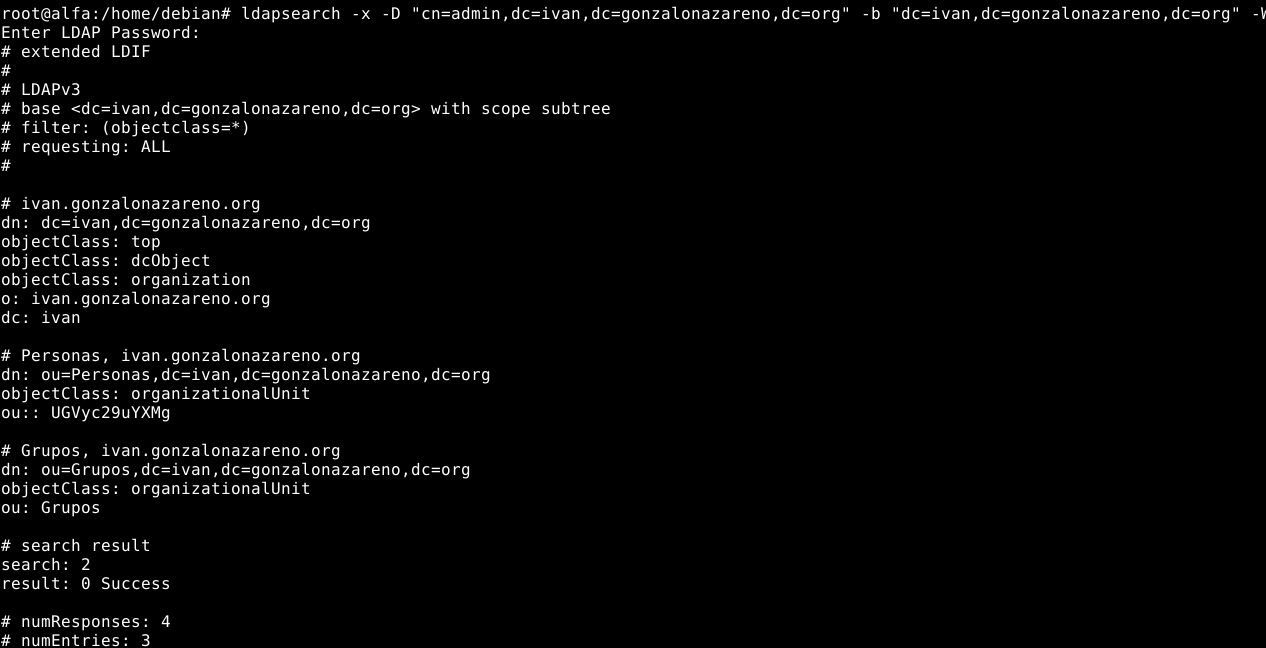 root@alfa:/home/debian# ldapsearch -x -D "cn=admin,dc=ivan,dc=gonzalonazareno,dc=org" -b "dc=ivan,dc=gonzalonazareno,dc=org" -W
Enter LDAP Password:
# extended LDIF
#
# LDAPv3
# base <dc=ivan,dc=gonzalonazareno,dc=org> with scope subtree
# filter: (objectclass=*)
# requesting: ALL
#
# ivan.gonzalonazareno.org
dn: dc=ivan,dc=gonzalonazareno,dc=org
objectClass: top
objectClass: dcObject
objectClass: organization
o: ivan.gonzalonazareno.org
dc: ivan
# Personas, ivan.gonzalonazareno.org
dn: ou=Personas,dc=ivan,dc=gonzalonazareno,dc=org
objectClass: organizationalUnit
ou:: UGVyc29uYXMg
# Grupos, ivan.gonzalonazareno.org
dn: ou=Grupos,dc=ivan,dc=gonzalonazareno,dc=org
objectClass: organizationalUnit
ou: Grupos
# search result
search: 2
result: 0 Success
# numResponses: 4
# numEntries: 3